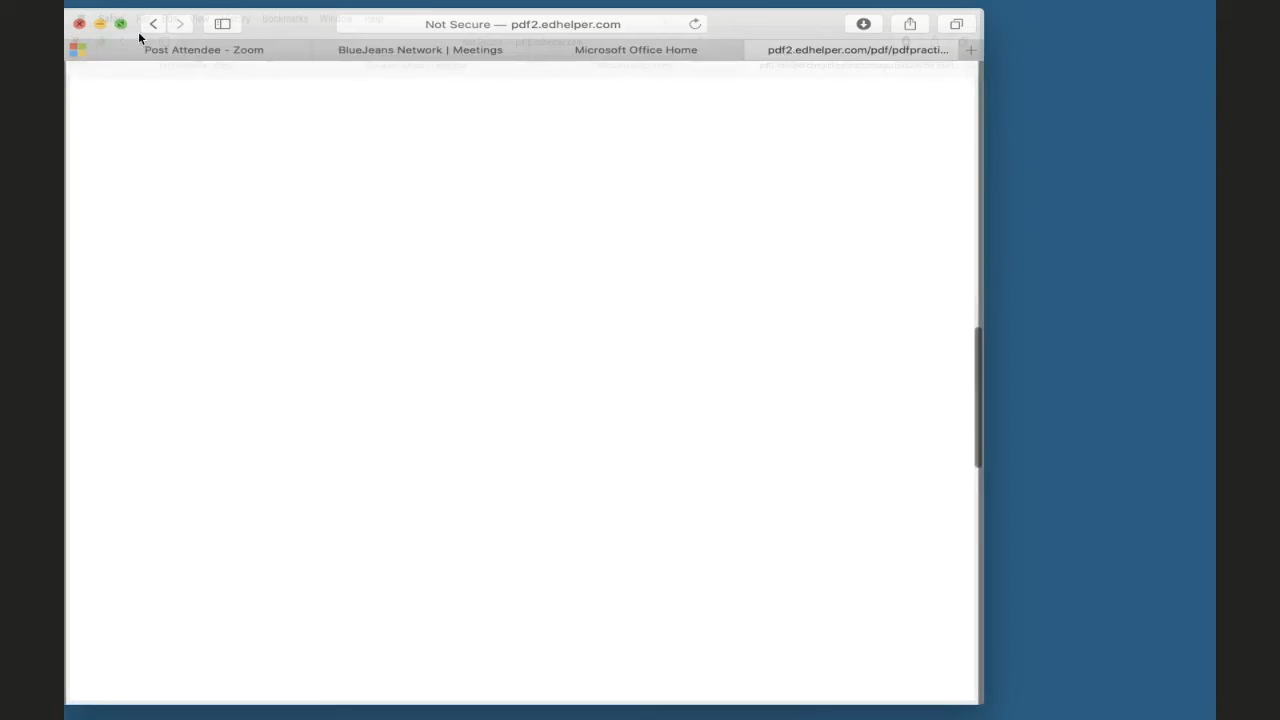 Bookmarks
Not Secure — pdf2.edhelper.com
Post Attendee - Zoom
BlueJeans Network | Meetings
Microsoft Office Home
pdf2.edhelper.com/pdf/pdfpracti...